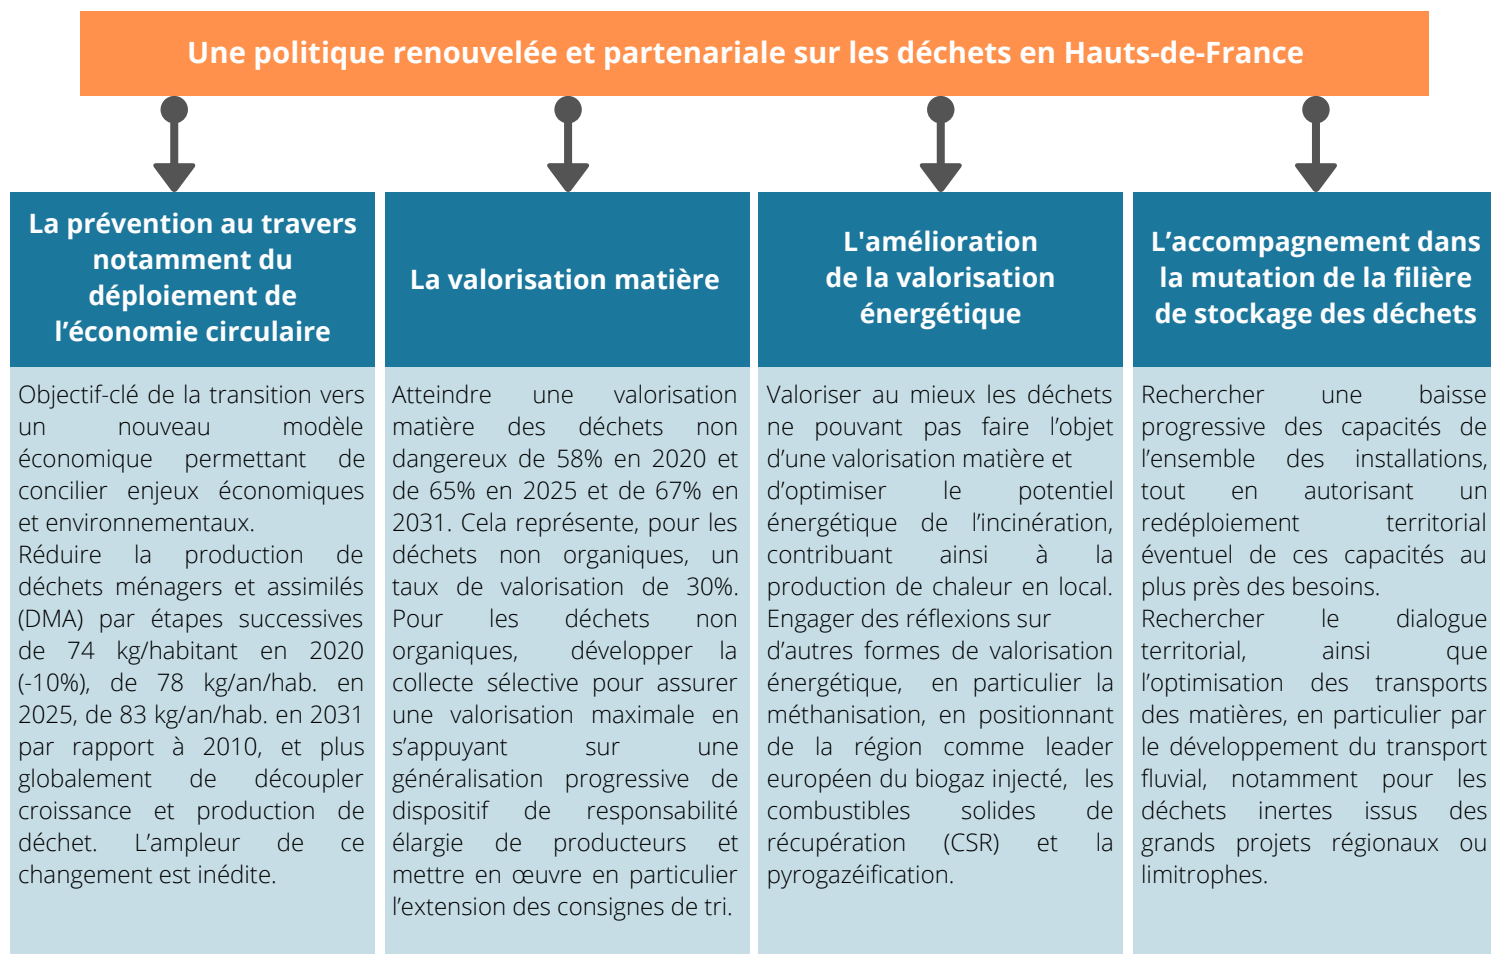 Une politique renouvelée et partenariale sur les déchets en Hauts-de-France
La prévention au travers
notamment du
déploiement de
l’économie circulaire
Objectif-clé de la transition vers
un nouveau modèle
économique permettant de
concilier enjeux économiques
et environnementaux.
Réduire la production de
déchets ménagers et assimilés
(DMA) par étapes successives
de 74 kg/habitant en 2020
(-10%), de 78 kg/an/hab. en
2025, de 83 kg/an/hab. en 2031
par rapport à 2010, et plus
globalement de découpler
croissance et production de
déchet. L’ampleur de ce
changement est inédite.
La valorisation matière
Atteindre une valorisation
matière des déchets non
dangereux de 58% en 2020 et
de 65% en 2025 et de 67% en
2031. Cela représente, pour les
déchets non organiques, un
taux de valorisation de 30%.
Pour les déchets non
organiques, développer la
collecte sélective pour assurer
une valorisation maximale en
s’appuyant sur une
généralisation progressive de
dispositif de responsabilité
élargie de producteurs et
mettre en œuvre en particulier
l’extension des consignes de tri.
L'amélioration
de la valorisation
énergétique
Valoriser au mieux les déchets
ne pouvant pas faire l’objet
d’une valorisation matière et
d’optimiser le potentiel
énergétique de l’incinération,
contribuant ainsi à la
production de chaleur en local.
Engager des réflexions sur
d’autres formes de valorisation
énergétique, en particulier la
méthanisation, en positionnant
de la région comme leader
européen du biogaz injecté, les
combustibles solides de
récupération (CSR) et la
pyrogazéification.
L’accompagnement dans
la mutation de la filière
de stockage des déchets
Rechercher une baisse
progressive des capacités de
l’ensemble des installations,
tout en autorisant un
redéploiement territorial
éventuel de ces capacités au
plus près des besoins.
Rechercher le dialogue
territorial, ainsi que
l’optimisation des transports
des matières, en particulier par
le développement du transport
fluvial, notamment pour les
déchets inertes issus des
grands projets régionaux ou
limitrophes.